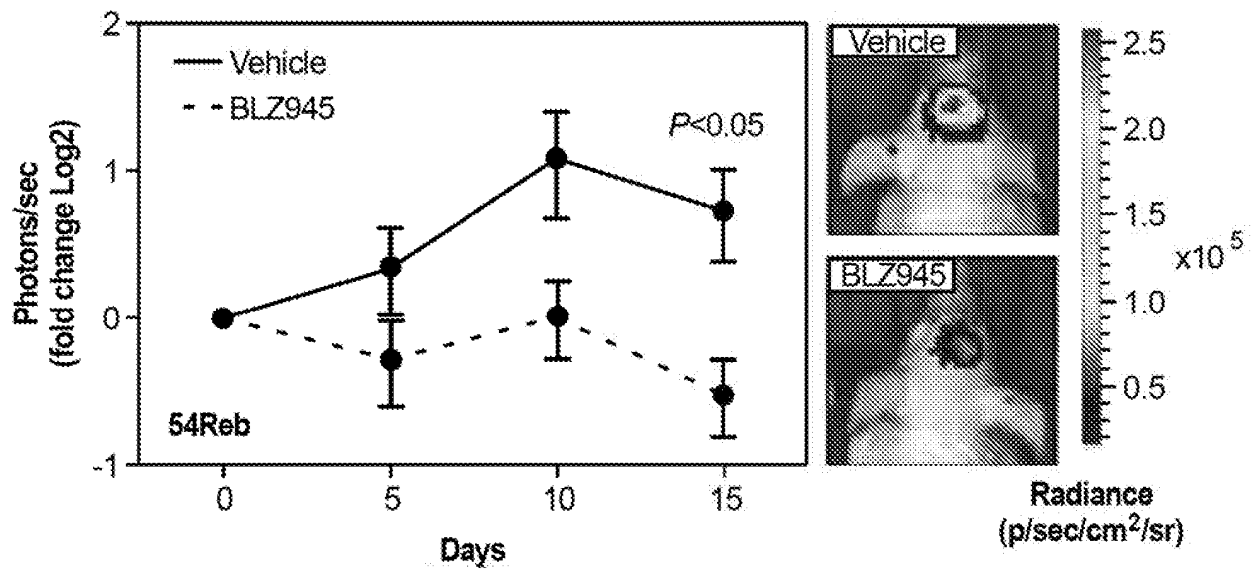 Photons/sec
(fold change Log2)
2
1
0
-1
Vehicle
BLZ945
P<0.05
54Reb
0 5 10 15
Days
Vehicle
BLZ945
2.5
2.0
1.5
1.0
0.5
x10 5
Radiance
(p/sec/cm2/sr)